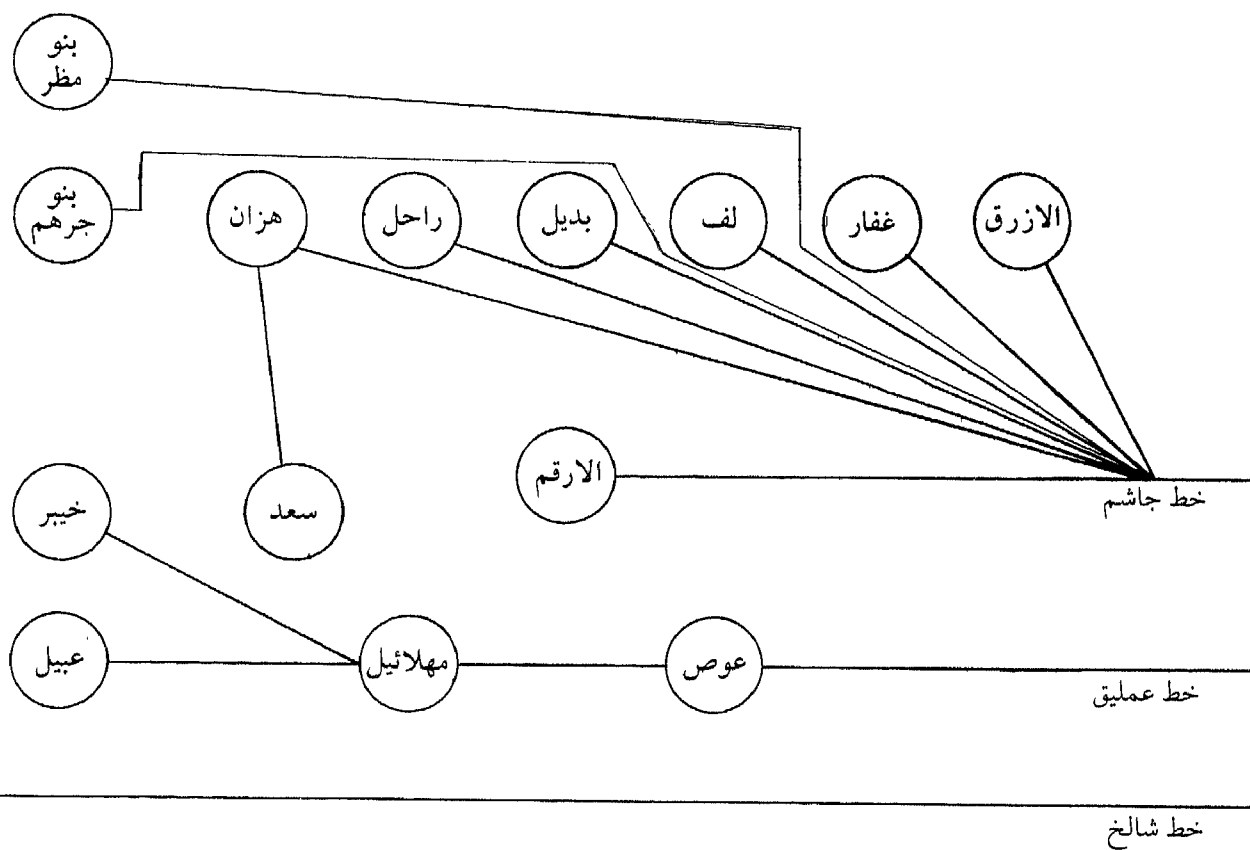 بنو
مظر
بنو
جرهم
الازرق
غفار
لف
بديل
راحل
هزان
خط جاشم
الارقم
سعد
خيبر
عوص
مهلائيل
عبيل
خط عمليق
خط شالخ